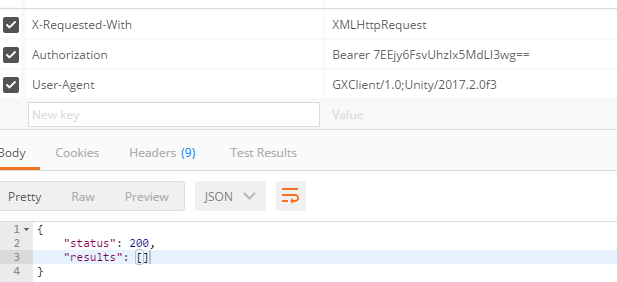 X-Requested-With XMLHttpRequest
Authorization Bearer 7EEjy6FsvUhzlx5MdLI3wg==
User-Agent GXClient/1.0;Unity/2017.2.0f3
New key Value
Body Cookies Headers (9) Test Results
Pretty Raw Preview JSON
1 {
2 "status": 200,
3 "results": []
4 }